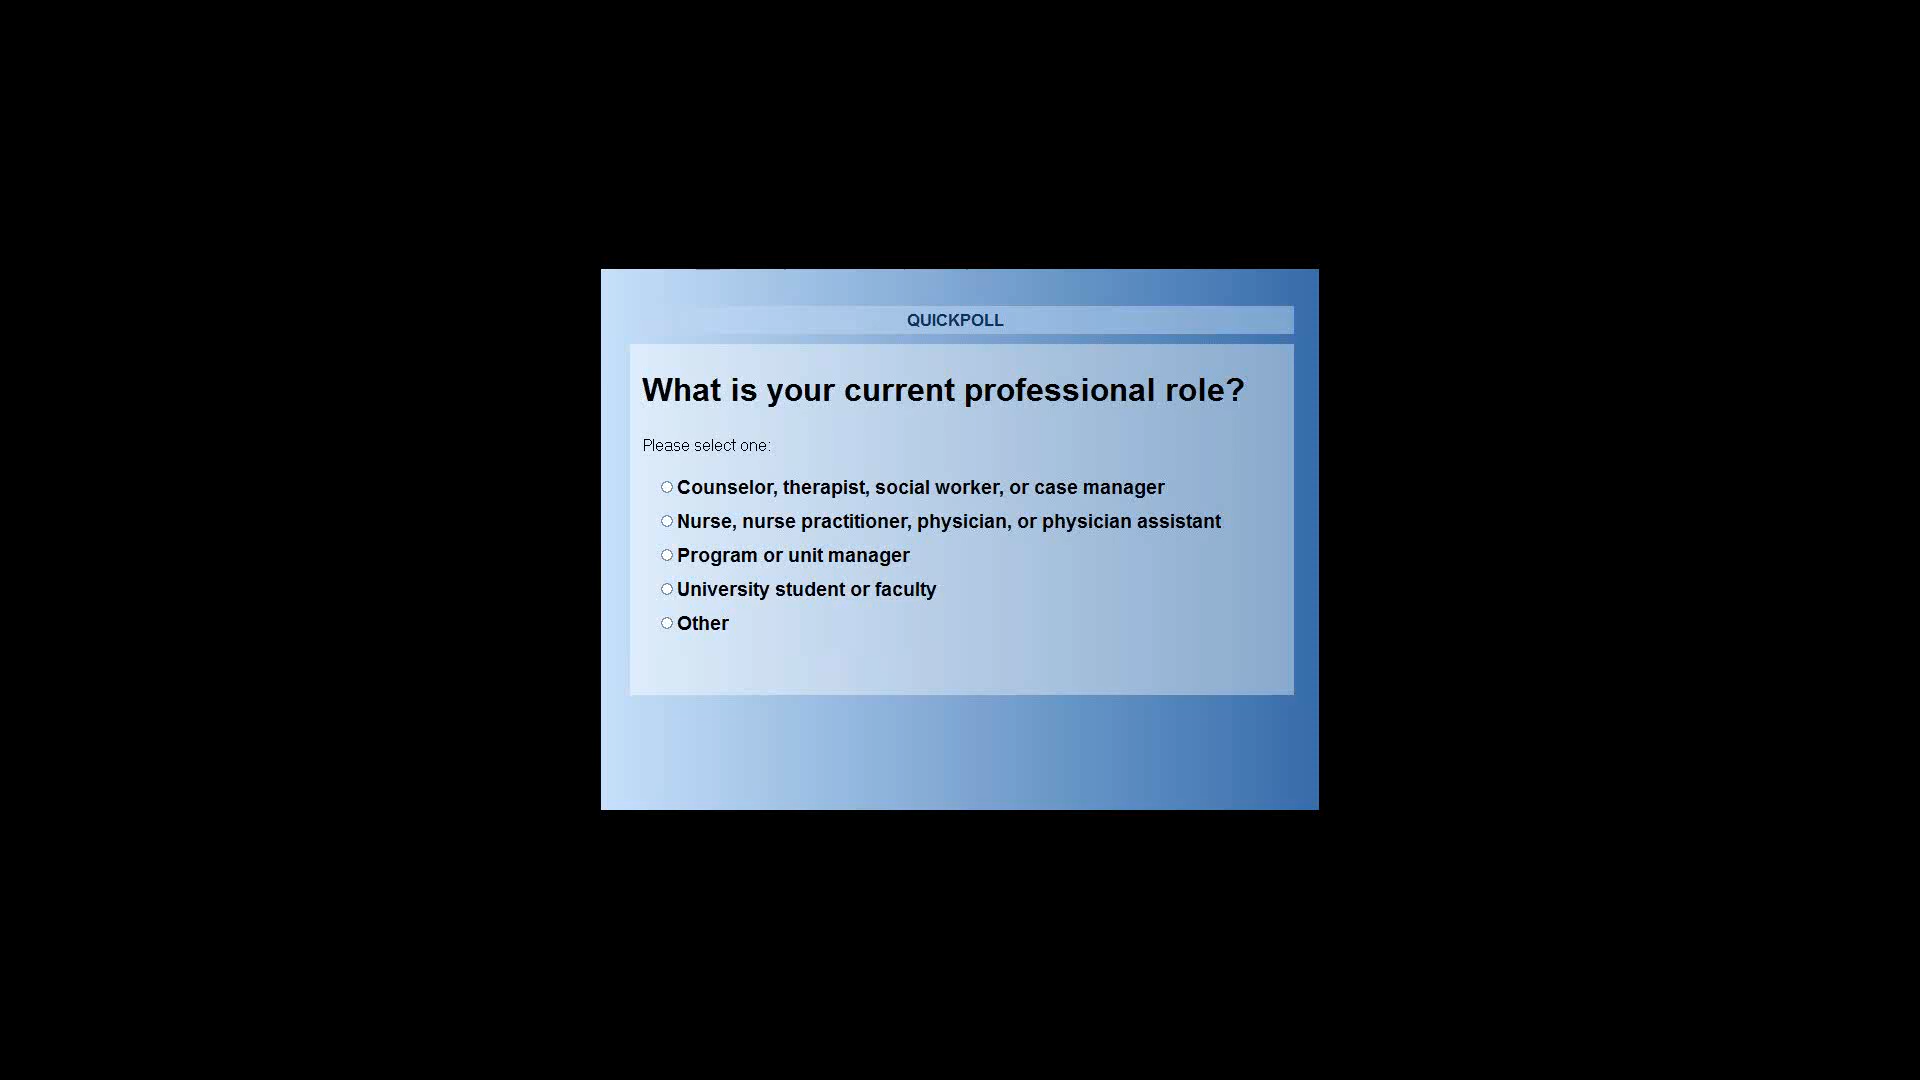 QUICKPOLL
What is your current professional role?
Please select one:
Counselor, therapist, social worker, or case manager
Nurse, nurse practitioner, physician, or physician assistant
Program or unit manager
University student or faculty
Other